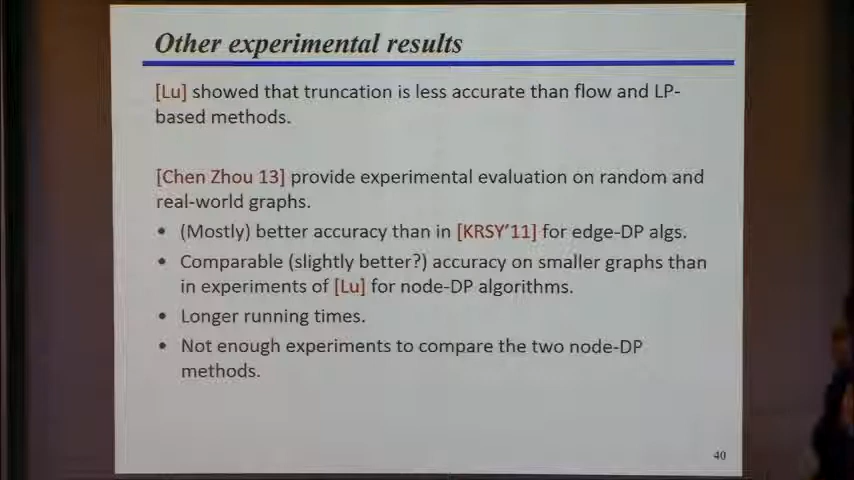 Other experimental results
[Lu] showed that truncation is less accurate than flow and LP-
based methods.
[Chen Zhou 13] provide experimental evaluation on random and
real-world graphs.
• (Mostly) better accuracy than in [KRSY'11] for edge-DP algs.
• Comparable (slightly better?) accuracy on smaller graphs than
in experiments of [Lu] for node-DP algorithms.
• Longer running times.
• Not enough experiments to compare the two node-DP
methods.
40